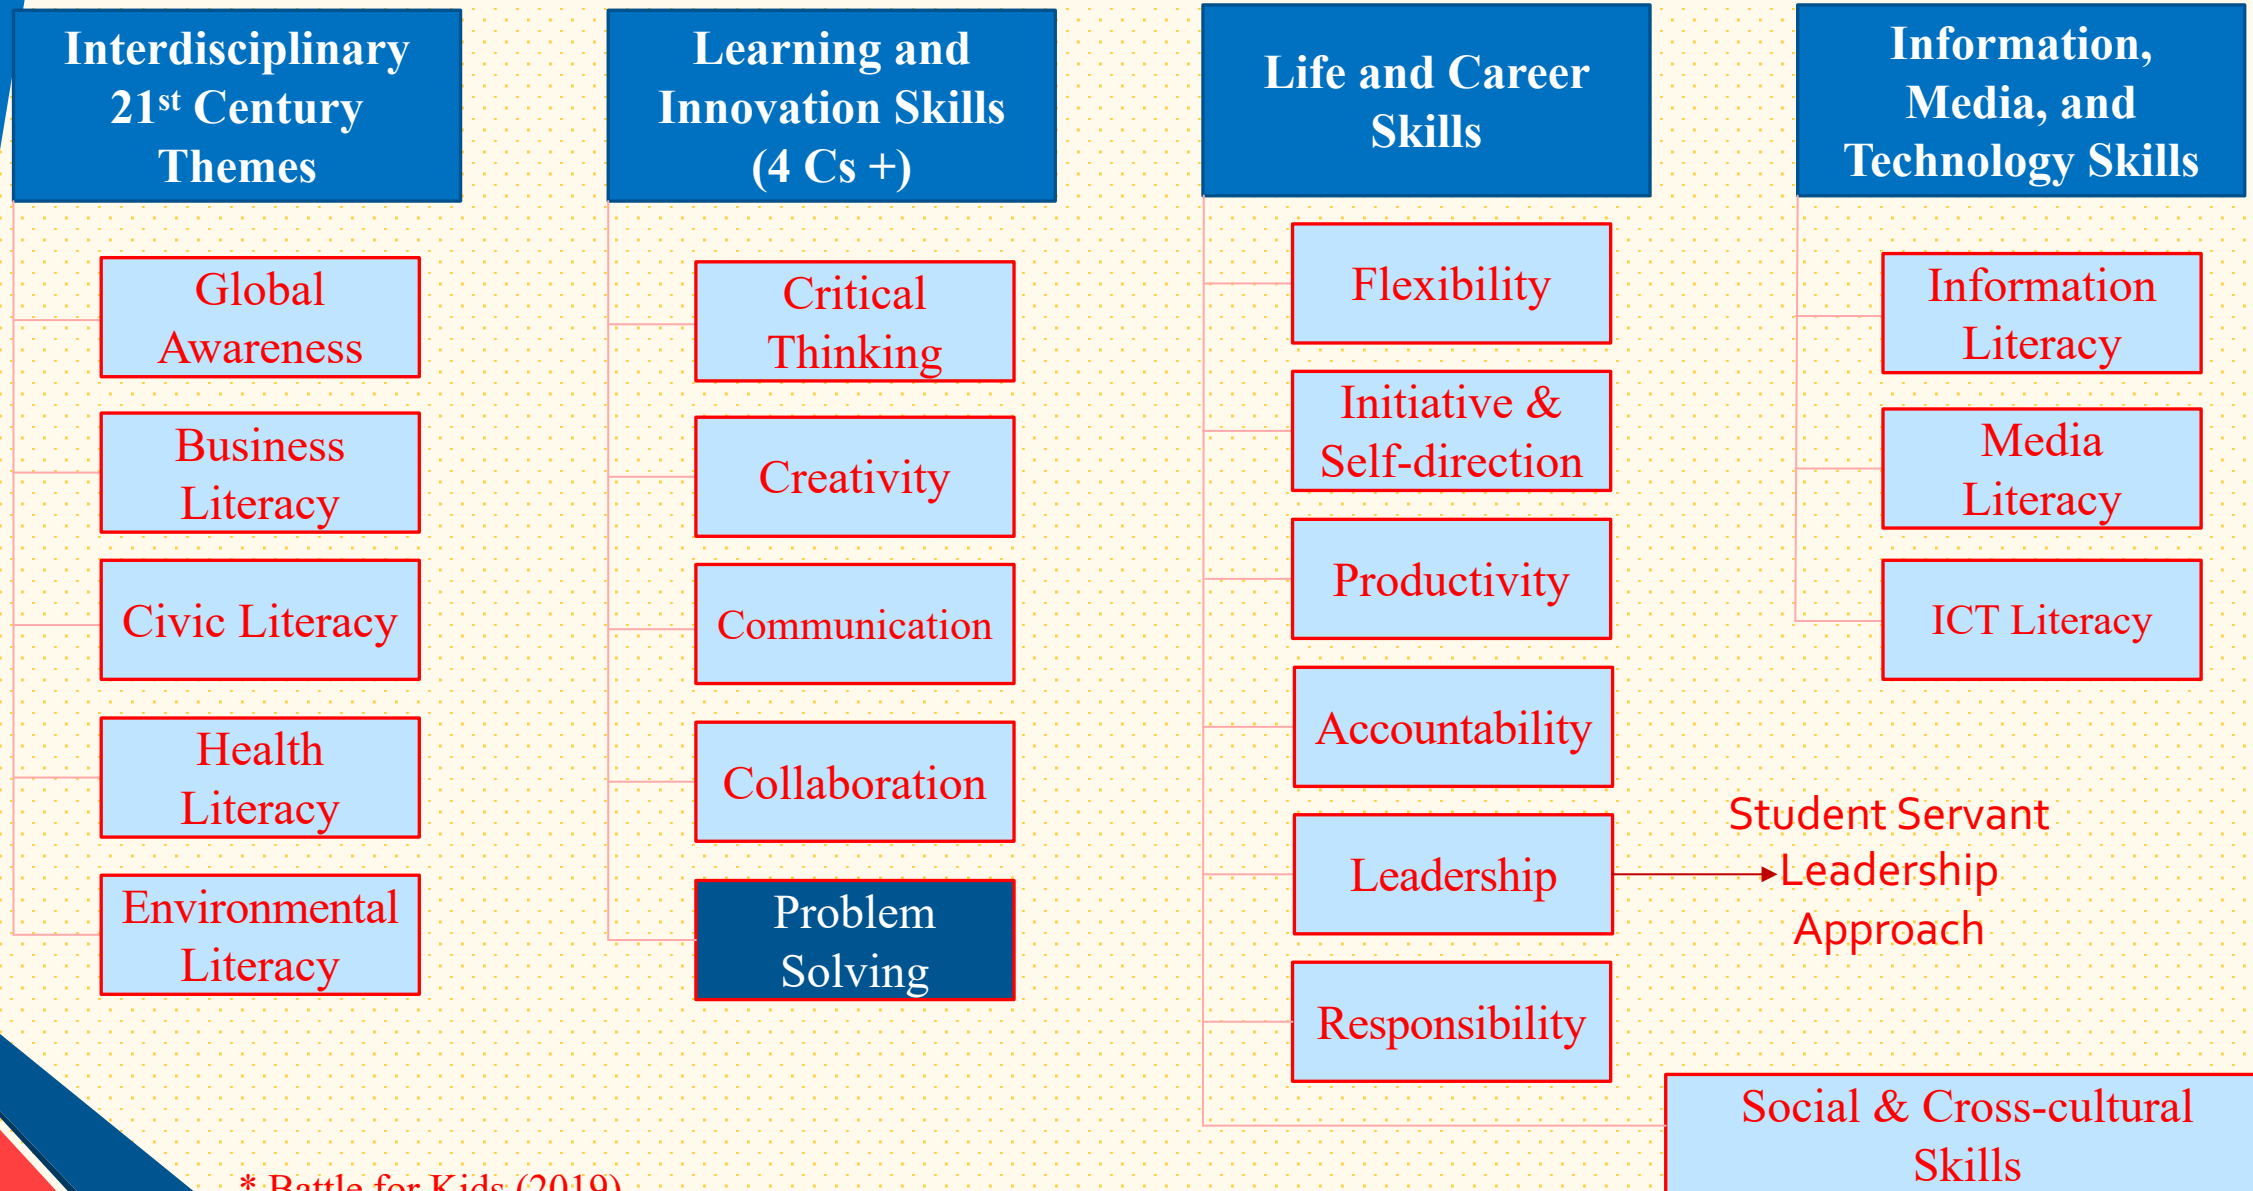 Interdisciplinary
21st Century
Themes
Global
Awareness
Business
Literacy
Civic Literacy
Health
Literacy
Environmental
Literacy
Learning and
Innovation Skills
(4 Cs +)
Critical
Thinking
Creativity
Communication
Collaboration
Problem
Solving
Life and Career
Skills
Flexibility
Initiative &
Self-direction
Productivity
Accountability
Leadership
Student Servant
Leadership
Approach
Responsibility
Social & Cross-cultural
Skills
Information,
Media, and
Technology Skills
Information
Literacy
Media
Literacy
ICT Literacy
* Battle for Kids (2019)